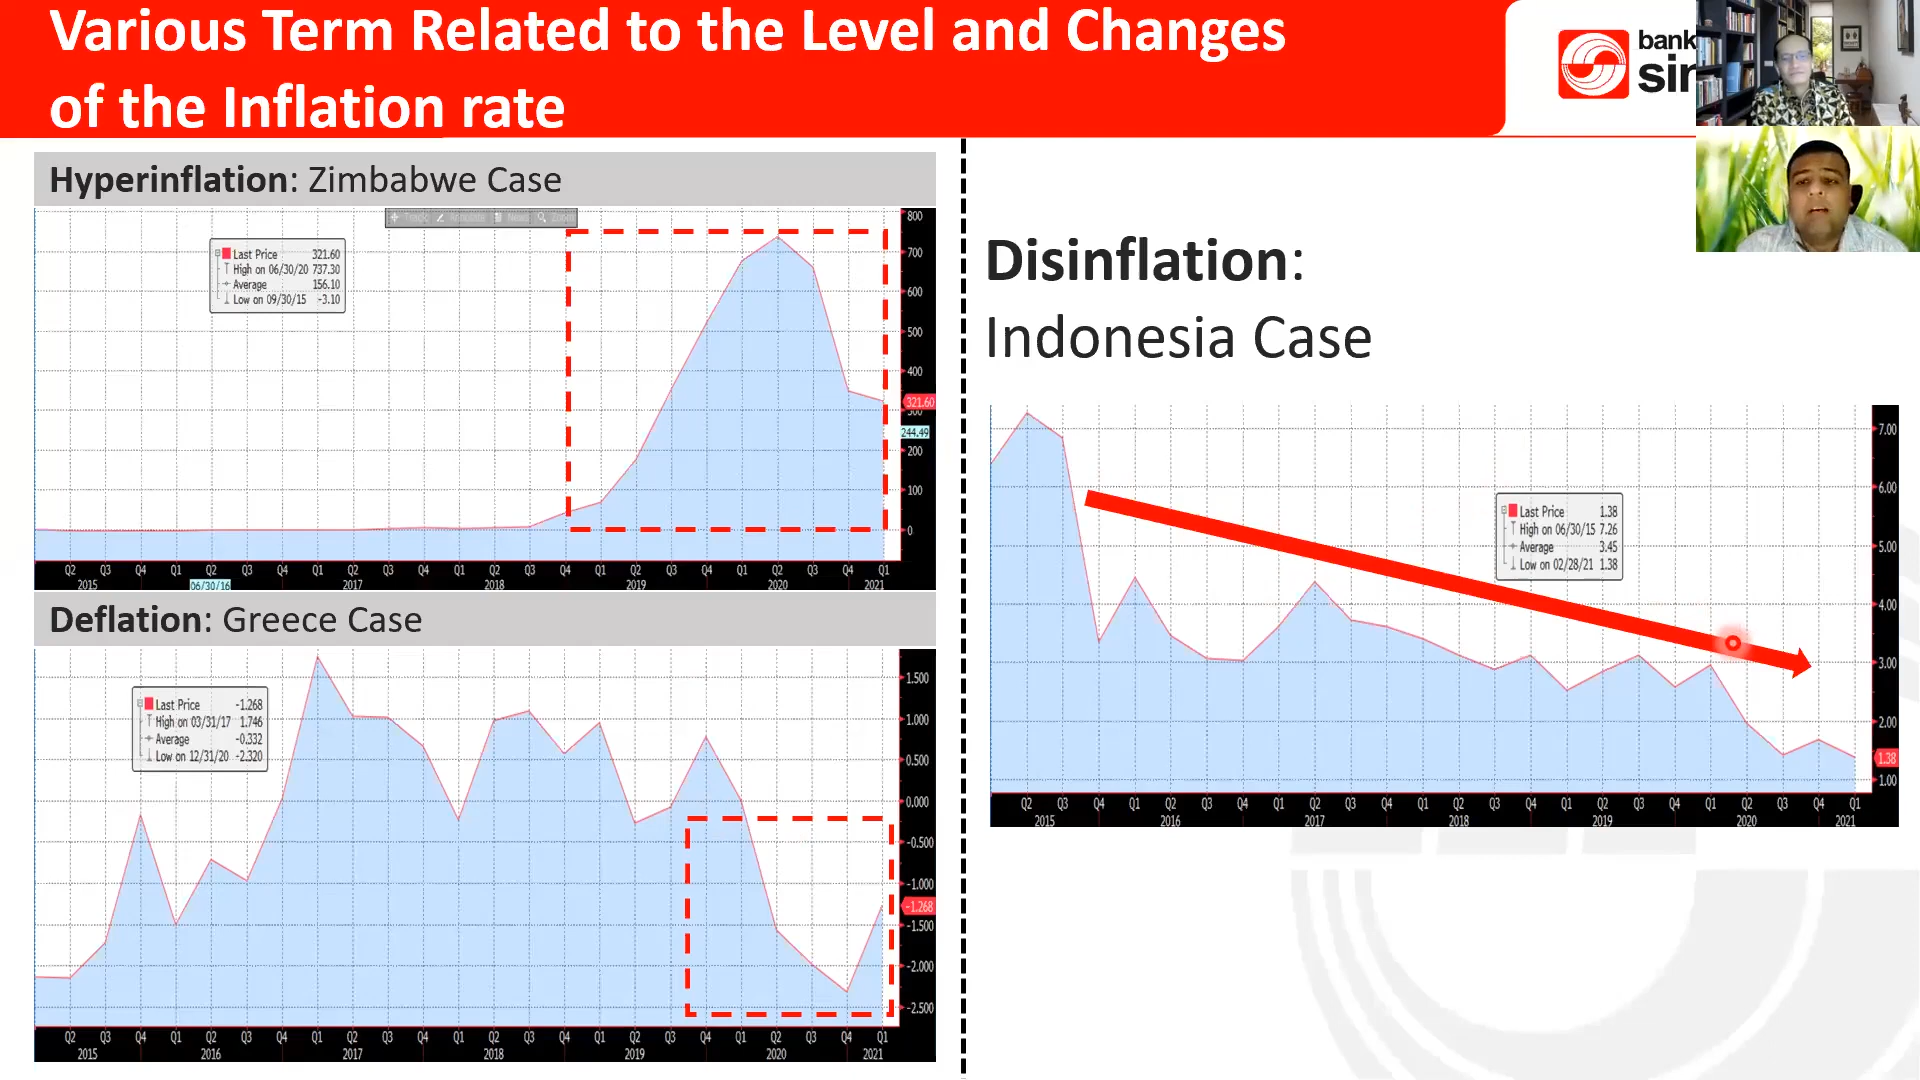 Various Term Related to the Level and Changes
of the Inflation rate
bank
sin
Hyperinflation: Zimbabwe Case
Track Annotate News Zoom
Last Price 321.60
High on 06/30/20 737.30
Average 156.10
Low on 09/30/15 -3.10
800
700
600
500
400
321.60
300
244.49
200
100
0
Q2 Q3 Q4 Q1 Q2 Q3 Q4 Q1 Q2 Q3 Q4 Q1 Q2 Q3 Q4 Q1 Q2 Q3 Q4 Q1 Q2 Q3 Q4 Q1
2015 06/30/16 2017 2018 2019 2020 2021
Deflation: Greece Case
Last Price -1.268
High on 03/31/17 1.746
Average -0.332
Low on 12/31/20 -2.320
1.500
1.000
0.500
0.000
-0.500
-1.000
-1.268
-1.500
-2.000
-2.500
Q2 Q3 Q4 Q1 Q2 Q3 Q4 Q1 Q2 Q3 Q4 Q1 Q2 Q3 Q4 Q1 Q2 Q3 Q4 Q1 Q2 Q3 Q4 Q1
2015 2016 2017 2018 2019 2020 2021
Disinflation:
Indonesia Case
Last Price 1.38
High on 06/30/15 7.26
Average 3.45
Low on 02/28/21 1.38
7.00
6.00
5.00
4.00
3.00
2.00
1.38
1.00
Q2 Q3 Q4 Q1 Q2 Q3 Q4 Q1 Q2 Q3 Q4 Q1 Q2 Q3 Q4 Q1 Q2 Q3 Q4 Q1 Q2 Q3 Q4 Q1
2015 2016 2017 2018 2019 2020 2021